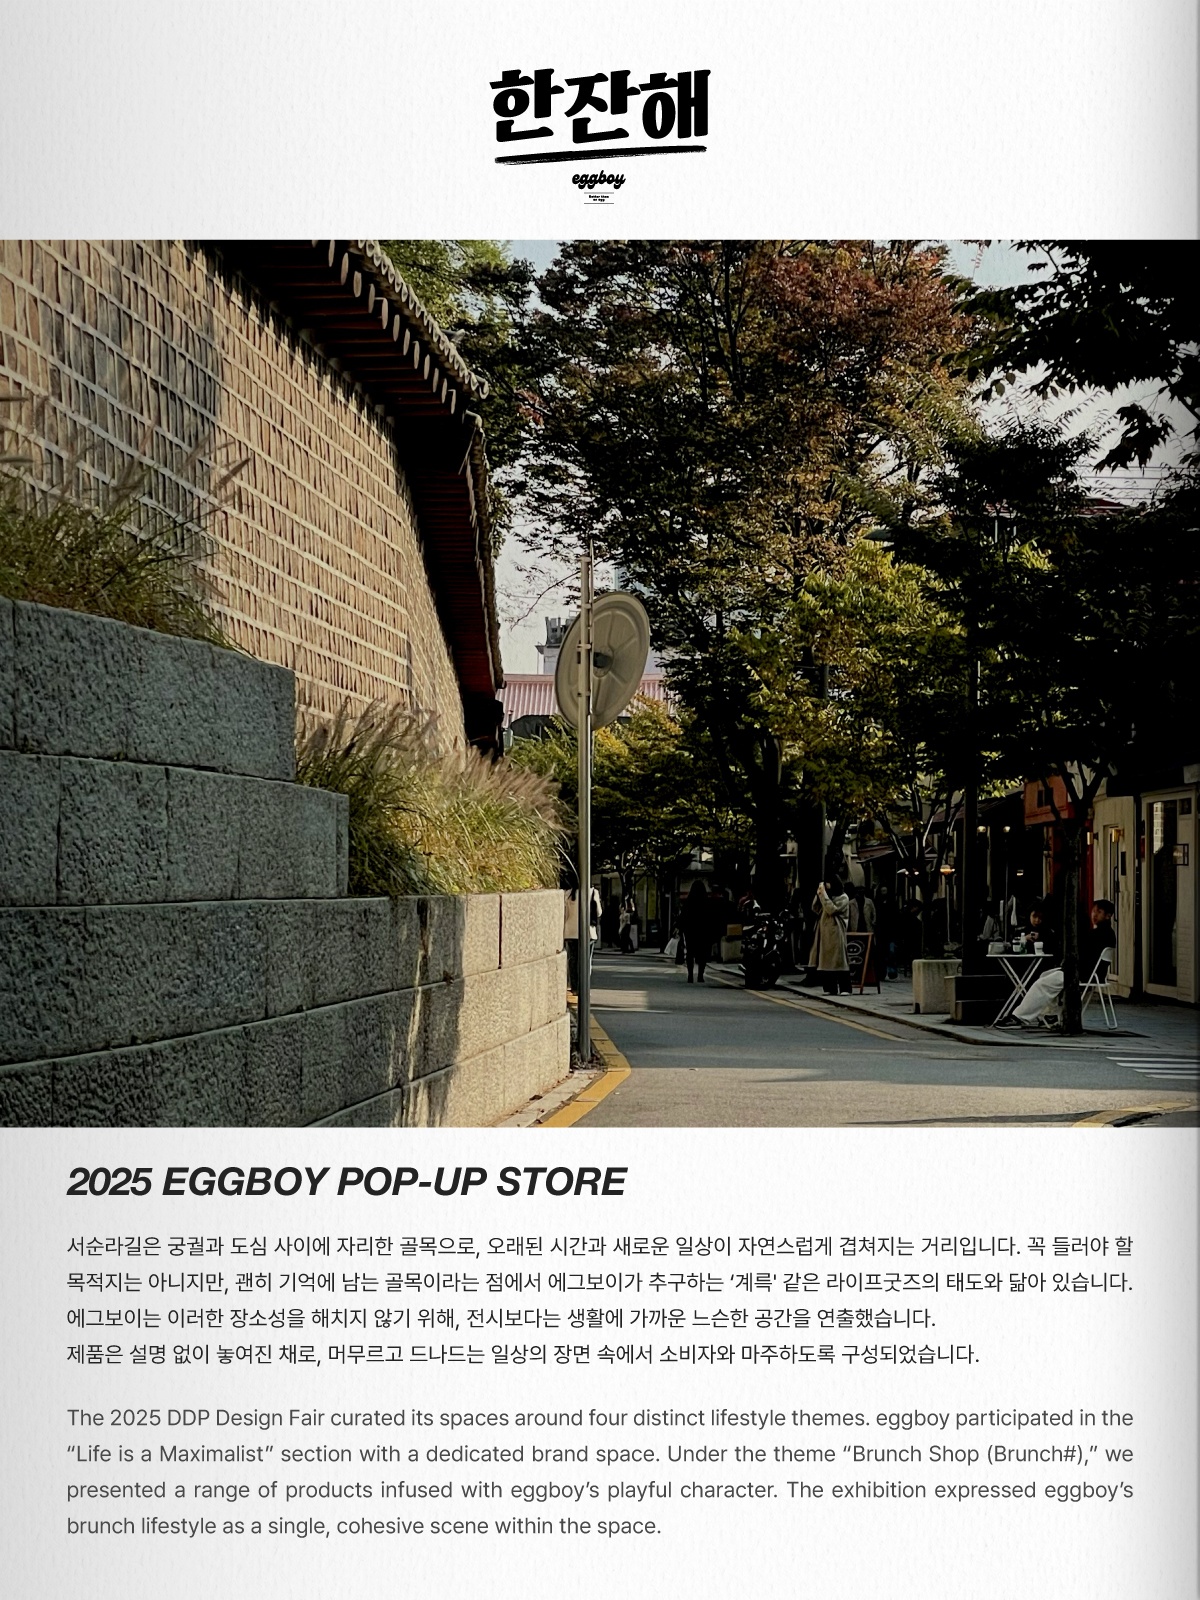 한잔해
eggboy
Better than
an egg
2025 EGGBOY POP-UP STORE
서순라길은 궁궐과 도심 사이에 자리한 골목으로, 오래된 시간과 새로운 일상이 자연스럽게 겹쳐지는 거리입니다. 꼭 들러야 할
목적지는 아니지만, 괜히 기억에 남는 골목이라는 점에서 에그보이가 추구하는 ‘계륵' 같은 라이프굿즈의 태도와 닮아 있습니다.
에그보이는 이러한 장소성을 해치지 않기 위해, 전시보다는 생활에 가까운 느슨한 공간을 연출했습니다.
제품은 설명 없이 놓여진 채로, 머무르고 드나드는 일상의 장면 속에서 소비자와 마주하도록 구성되었습니다.
The 2025 DDP Design Fair curated its spaces around four distinct lifestyle themes. eggboy participated in the
“Life is a Maximalist” section with a dedicated brand space. Under the theme “Brunch Shop (Brunch#),” we
presented a range of products infused with eggboy’s playful character. The exhibition expressed eggboy’s
brunch lifestyle as a single, cohesive scene within the space.